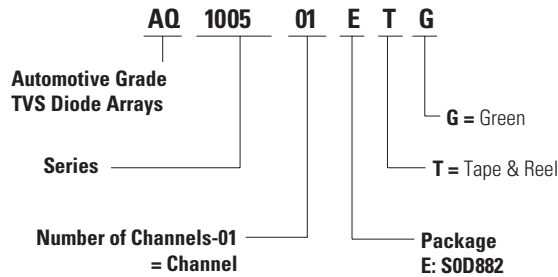 AQ 1005 01 E T G
Automotive Grade
TVS Diode Arrays
G = Green
Series
T = Tape & Reel
Number of Channels-01
= Channel
Package
E: S0D882